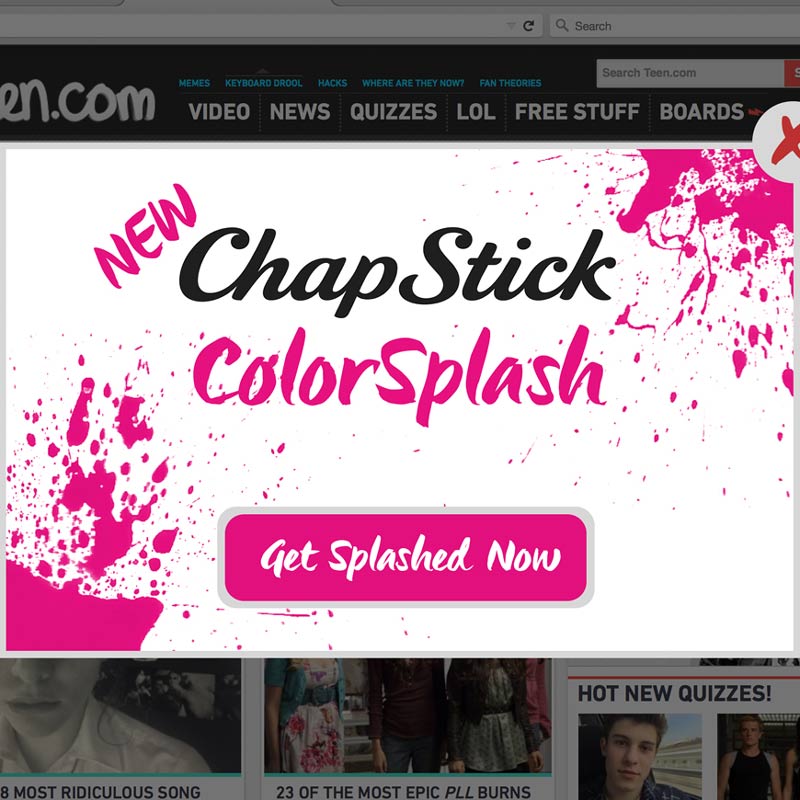 Search
en.com
MEMES KEYBOARD DROOL HACKS WHERE ARE THEY NOW? FAN THEORIES
Search Teen.com
S
VIDEO NEWS QUIZZES LOL FREE STUFF BOARDS
NEW
ChapStick
ColorSplash
Get Splashed Now
HOT NEW QUIZZES!
8 MOST RIDICULOUS SONG
23 OF THE MOST EPIC PLL BURNS